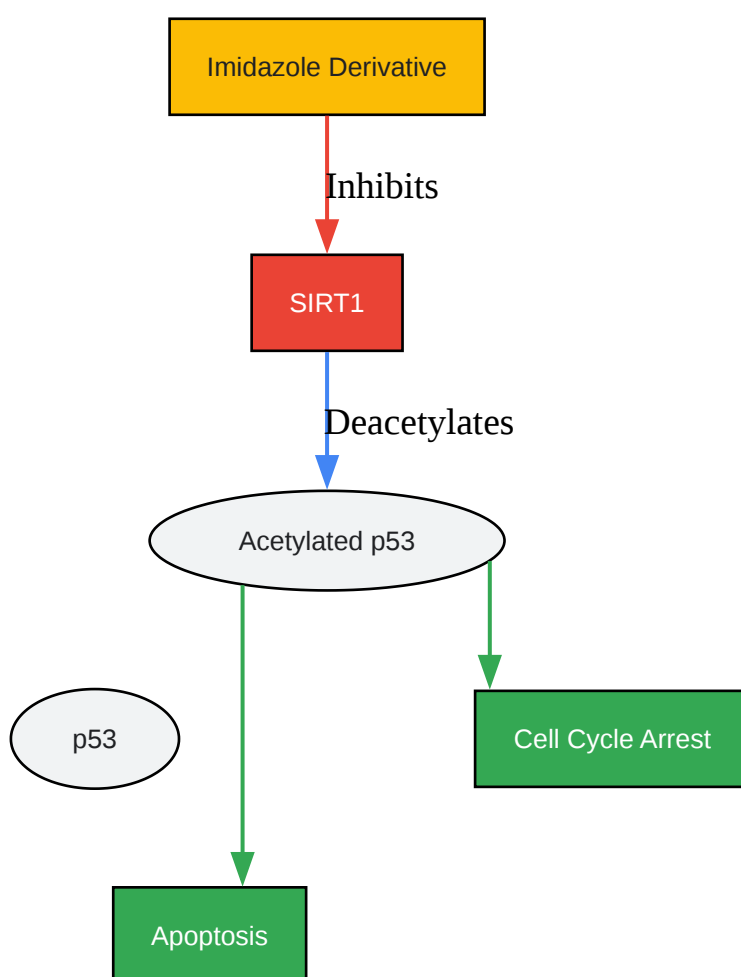 Imidazole Derivative
Inhibits
SIRT1
Deacetylates
Acetylated p53
p53
Cell Cycle Arrest
Apoptosis